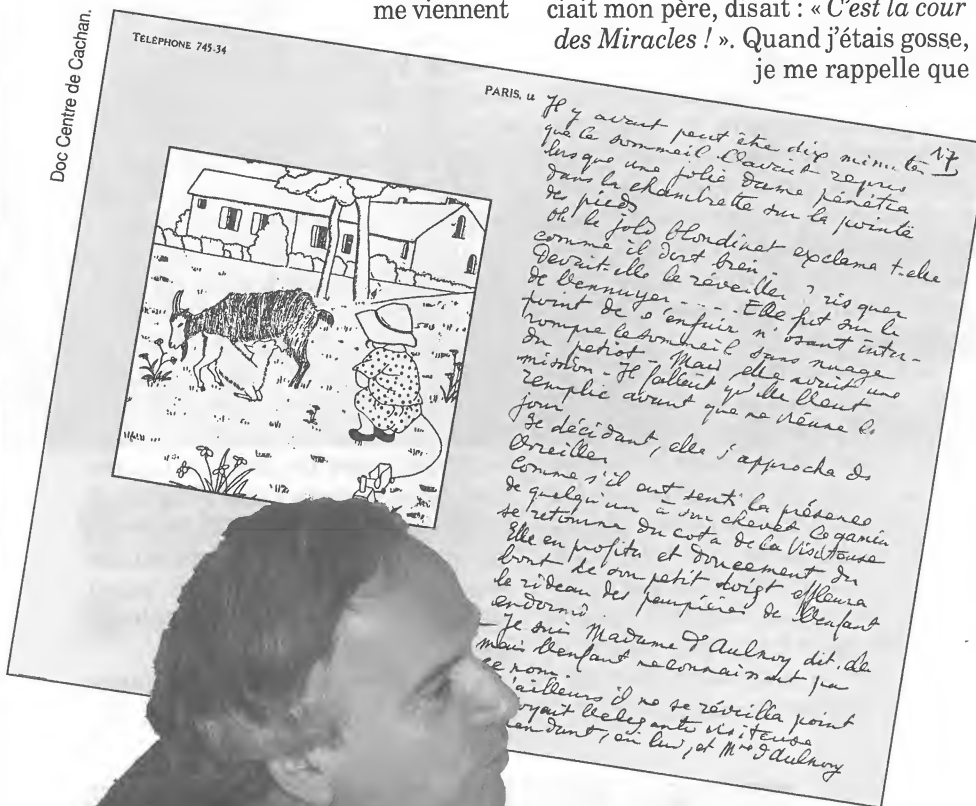 me viennent
ciait mon père, disait : « C'est la cour
des Miracles ! ». Quand j'étais gosse,
je me rappelle que
Doc Centre de Cachan.
TELÉPHONE 745-34
PARIS, LE
17
Il y avait peut être dix minutes
que le sommeil l'avait repris
lorsque une jolie dame pénétra
dans la chambrette sur la pointe
des pieds
Oh le joli blondinet exclama t-elle
comme il dort bien -
Devait-elle le réveiller ? risquer
de l'ennuyer - ... Elle fut sur le
point de s'enfuir n'osant inter-
rompre le sommeil sans nuage
du petiot - Mais elle avait une
mission - Il fallait qu'elle l'eut
remplie avant que ne vienne le
jour
Se décidant, elle s'approcha de
l'oreiller
Comme s'il eut senti la présence
de quelqu'un à son chevet le gamin
se retourna du coté de la visiteuse
Elle en profita et doucement du
bout de son petit doigt effleura
le rideau des paupières de l'enfant
endormi
Je suis Madame d'Aulnoy dit-elle
mais l'enfant ne connaissait pas
ce nom.
d'ailleurs il ne se réveilla point
voyait l'élégante visiteuse
en lui, et Mme d'Aulnoy